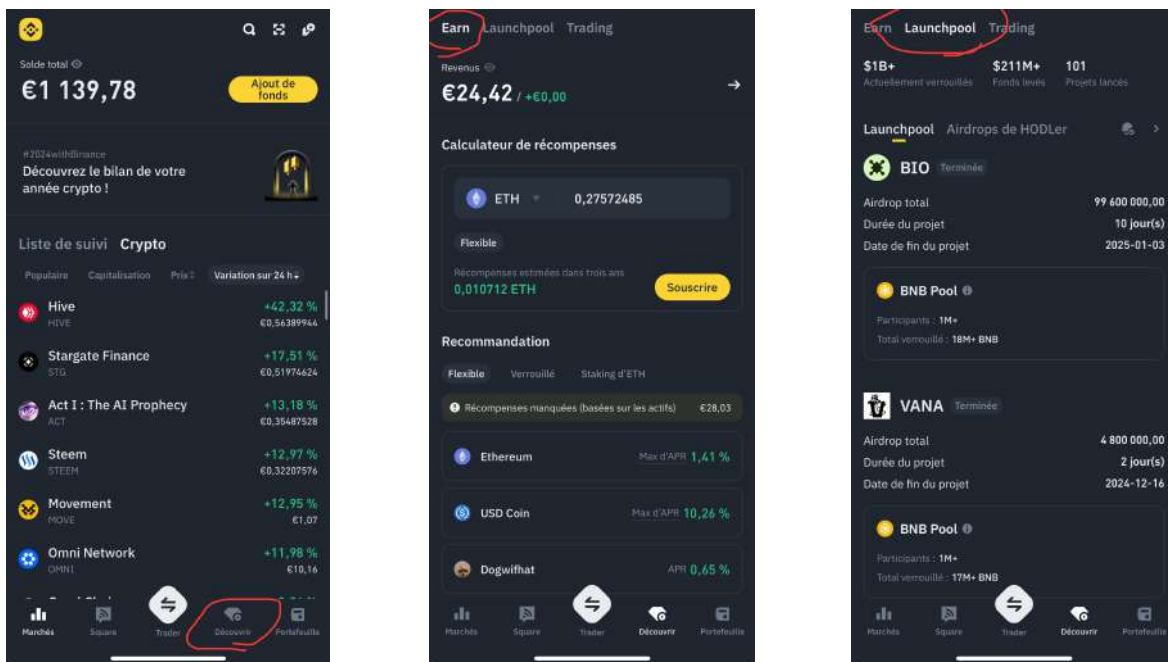 Solde total
€1 139,78
Ajout de
fonds
#2024withBinance
Découvrez le bilan de votre
année crypto !
Liste de suivi Crypto
Populaire Capitalisation Prix Variation sur 24 h
Hive +42,32 %
HIVE €0,56389944
Stargate Finance +17,51 %
STG €0,51974624
Act I : The AI Prophecy +13,18 %
ACT €0,35487528
Steem +12,97 %
STEEM €0,32207576
Movement +12,95 %
MOVE €1,07
Omni Network +11,98 %
OMNI €10,16
Marchés Square Trader Découvrir Portefeuille
Earn Launchpool Trading
Revenus
€24,42 / +€0,00
Calculateur de récompenses
ETH 0,27572485
Flexible
Récompenses estimées dans trois ans
0,010712 ETH
Souscrire
Recommandation
Flexible Verrouillé Staking d'ETH
Récompenses manquées (basées sur les actifs) €28,03
Ethereum Max d'APR 1,41 %
USD Coin Max d'APR 10,26 %
Dogwifhat APR 0,65 %
Marchés Square Trader Découvrir Portefeuille
Earn Launchpool Trading
$1B+ $211M+ 101
Actuellement verrouillés Fonds levés Projets lancés
Launchpool Airdrops de HODLer
BIO Terminée
Airdrop total 99 600 000,00
Durée du projet 10 jour(s)
Date de fin du projet 2025-01-03
BNB Pool
Participants : 1M+
Total verrouillé : 18M+ BNB
VANA Terminée
Airdrop total 4 800 000,00
Durée du projet 2 jour(s)
Date de fin du projet 2024-12-16
BNB Pool
Participants : 1M+
Total verrouillé : 17M+ BNB
Marchés Square Trader Découvrir Portefeuille